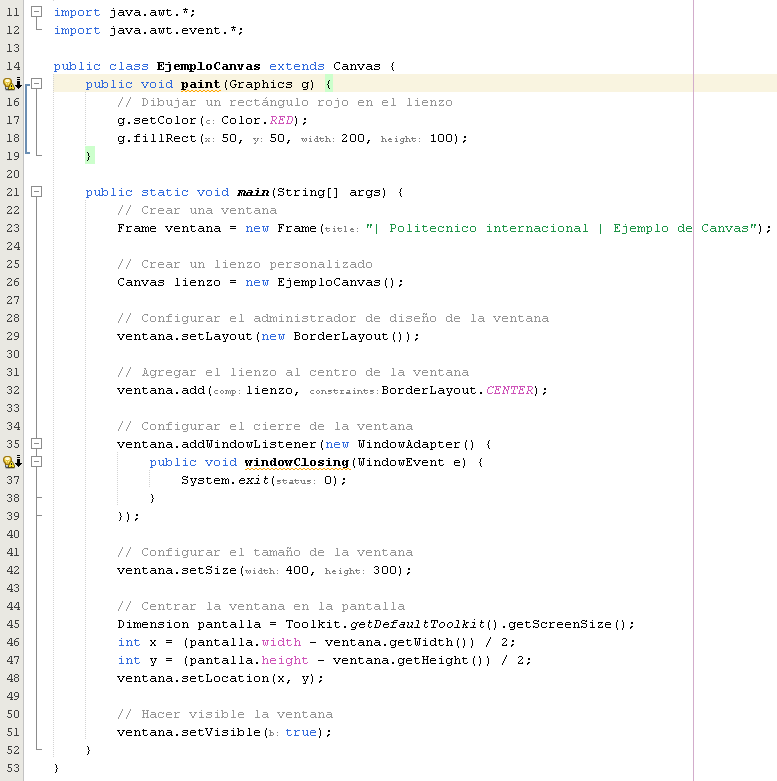 11 import java.awt.*;
12 import java.awt.event.*;
13
14 public class EjemploCanvas extends Canvas {
15 public void paint(Graphics g) {
16 // Dibujar un rectángulo rojo en el lienzo
17 g.setColor(c: Color.RED);
18 g.fillRect(x: 50, y: 50, width: 200, height: 100);
19 }
20
21 public static void main(String[] args) {
22 // Crear una ventana
23 Frame ventana = new Frame(title: "| Politecnico internacional | Ejemplo de Canvas");
24
25 // Crear un lienzo personalizado
26 Canvas lienzo = new EjemploCanvas();
27
28 // Configurar el administrador de diseño de la ventana
29 ventana.setLayout(new BorderLayout());
30
31 // Agregar el lienzo al centro de la ventana
32 ventana.add(comp: lienzo, constraints: BorderLayout.CENTER);
33
34 // Configurar el cierre de la ventana
35 ventana.addWindowListener(new WindowAdapter() {
public void windowClosing(WindowEvent e) {
37 System.exit(status: 0);
38 }
39 });
40
41 // Configurar el tamaño de la ventana
42 ventana.setSize(width: 400, height: 300);
43
44 // Centrar la ventana en la pantalla
45 Dimension pantalla = Toolkit.getDefaultToolkit().getScreenSize();
46 int x = (pantalla.width - ventana.getWidth()) / 2;
47 int y = (pantalla.height - ventana.getHeight()) / 2;
48 ventana.setLocation(x, y);
49
50 // Hacer visible la ventana
51 ventana.setVisible(b: true);
52 }
53 }